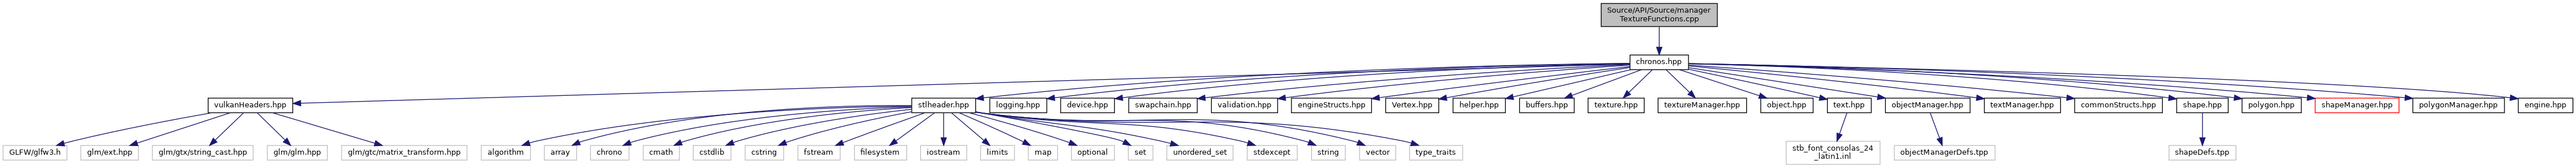 Source/API/Source/manager
TextureFunctions.cpp
chronos.hpp
vulkanHeaders.hpp
stlheader.hpp
logging.hpp
device.hpp
swapchain.hpp
validation.hpp
engineStructs.hpp
Vertex.hpp
helper.hpp
buffers.hpp
texture.hpp
textureManager.hpp
object.hpp
text.hpp
objectManager.hpp
textManager.hpp
commonStructs.hpp
shape.hpp
polygon.hpp
shapeManager.hpp
polygonManager.hpp
engine.hpp
GLFW/glfw3.h
glm/ext.hpp
glm/gtx/string_cast.hpp
glm/glm.hpp
glm/gtc/matrix_transform.hpp
algorithm
array
chrono
cmath
cstdlib
cstring
fstream
filesystem
iostream
limits
map
optional
set
unordered_set
stdexcept
string
vector
type_traits
stb_font_consolas_24
_latin1.inl
objectManagerDefs.tpp
shapeDefs.tpp